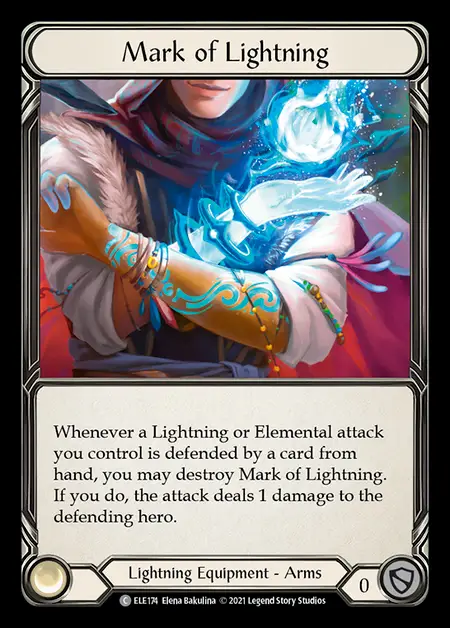 Mark of Lightning
Whenever a Lightning or Elemental attack
you control is defended by a card from
hand, you may destroy Mark of Lightning.
If you do, the attack deals 1 damage to the
defending hero.
Lightning Equipment - Arms
0
C ELE174 Elena Bakulina © 2021 Legend Story Studios